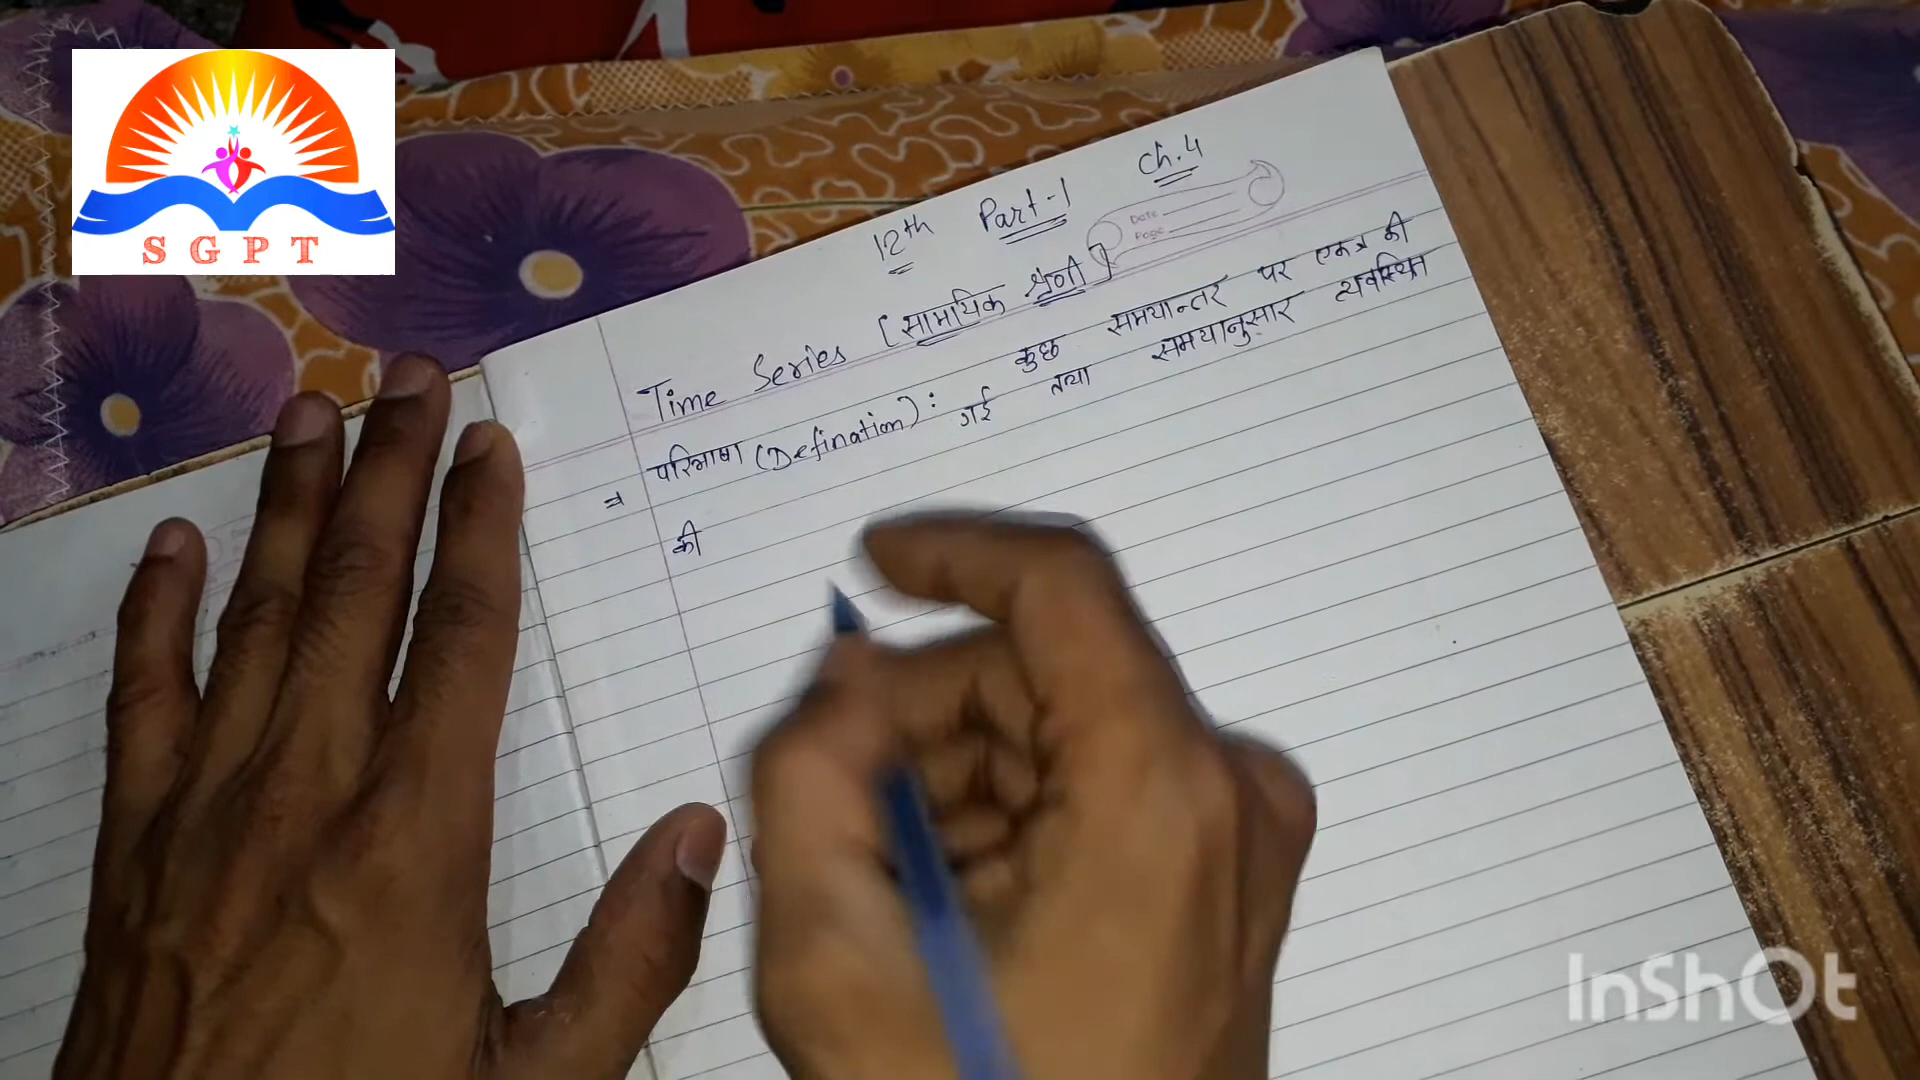 SGPT
12th Part-1 Ch.4
Date
Page
Time Series [सामायिक श्रेणी]
⇒ परिभाषा (Defination): कुछ समयान्तर पर एकत्र की
गई तथा समयानुसार व्यवस्थित
की
InShOt